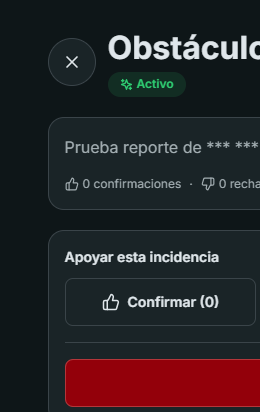 Obstáculo
Activo
Prueba reporte de *** ***
0 confirmaciones · 0 recha
Apoyar esta incidencia
Confirmar (0)